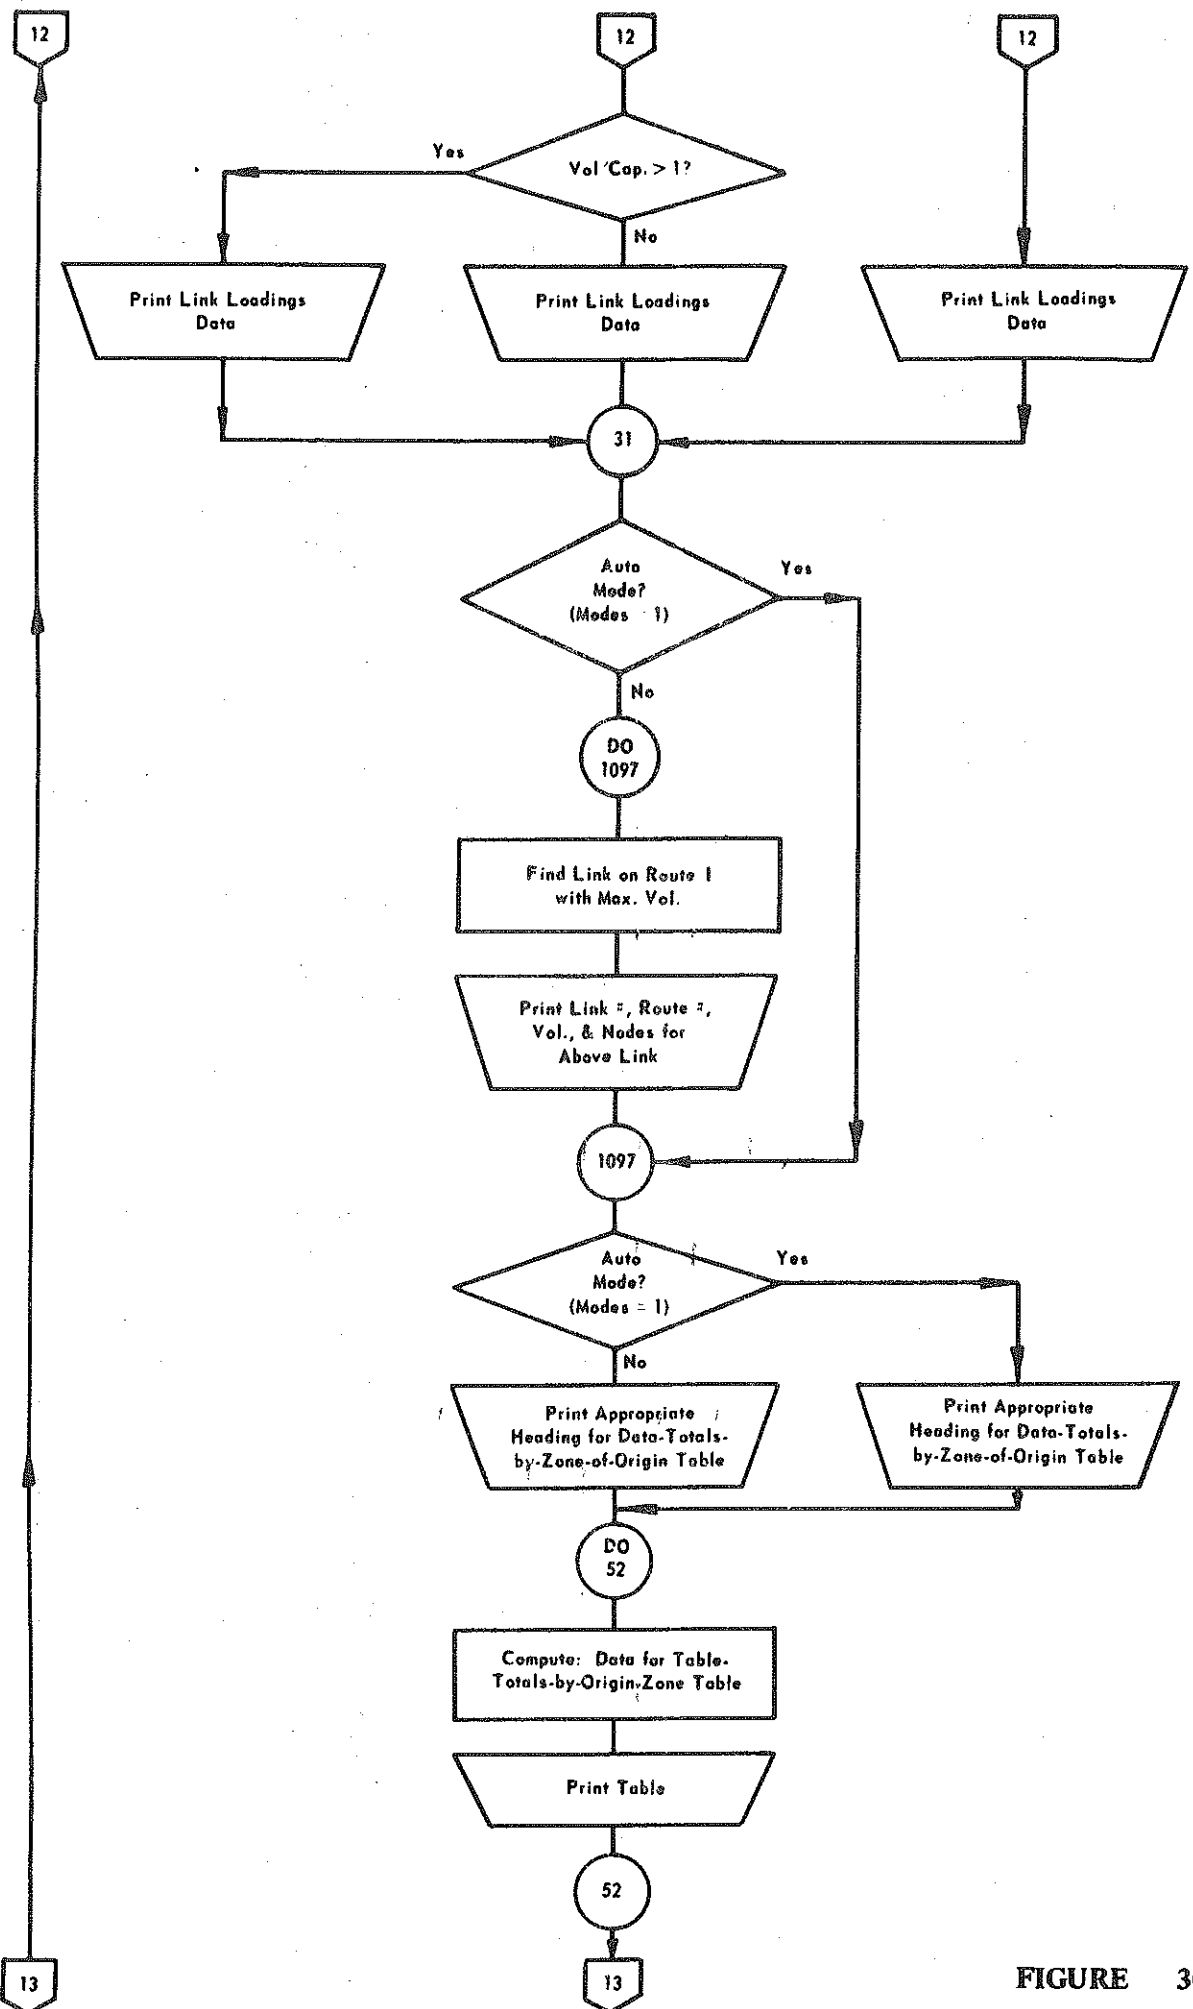 12
12
12
Vol/Cap. > 1?
Yes
No
Print Link Loadings
Data
Print Link Loadings
Data
Print Link Loadings
Data
31
Auto
Mode?
(Modes = 1)
Yes
No
DO
1097
Find Link on Route I
with Max. Vol.
Print Link #, Route #,
Vol., & Nodes for
Above Link
1097
Auto
Mode?
(Modes = 1)
Yes
No
Print Appropriate
Heading for Data-Totals-
by-Zone-of-Origin Table
Print Appropriate
Heading for Data-Totals-
by-Zone-of-Origin Table
DO
52
Compute: Data for Table-
Totals-by-Origin-Zone Table
Print Table
52
13
13
FIGURE